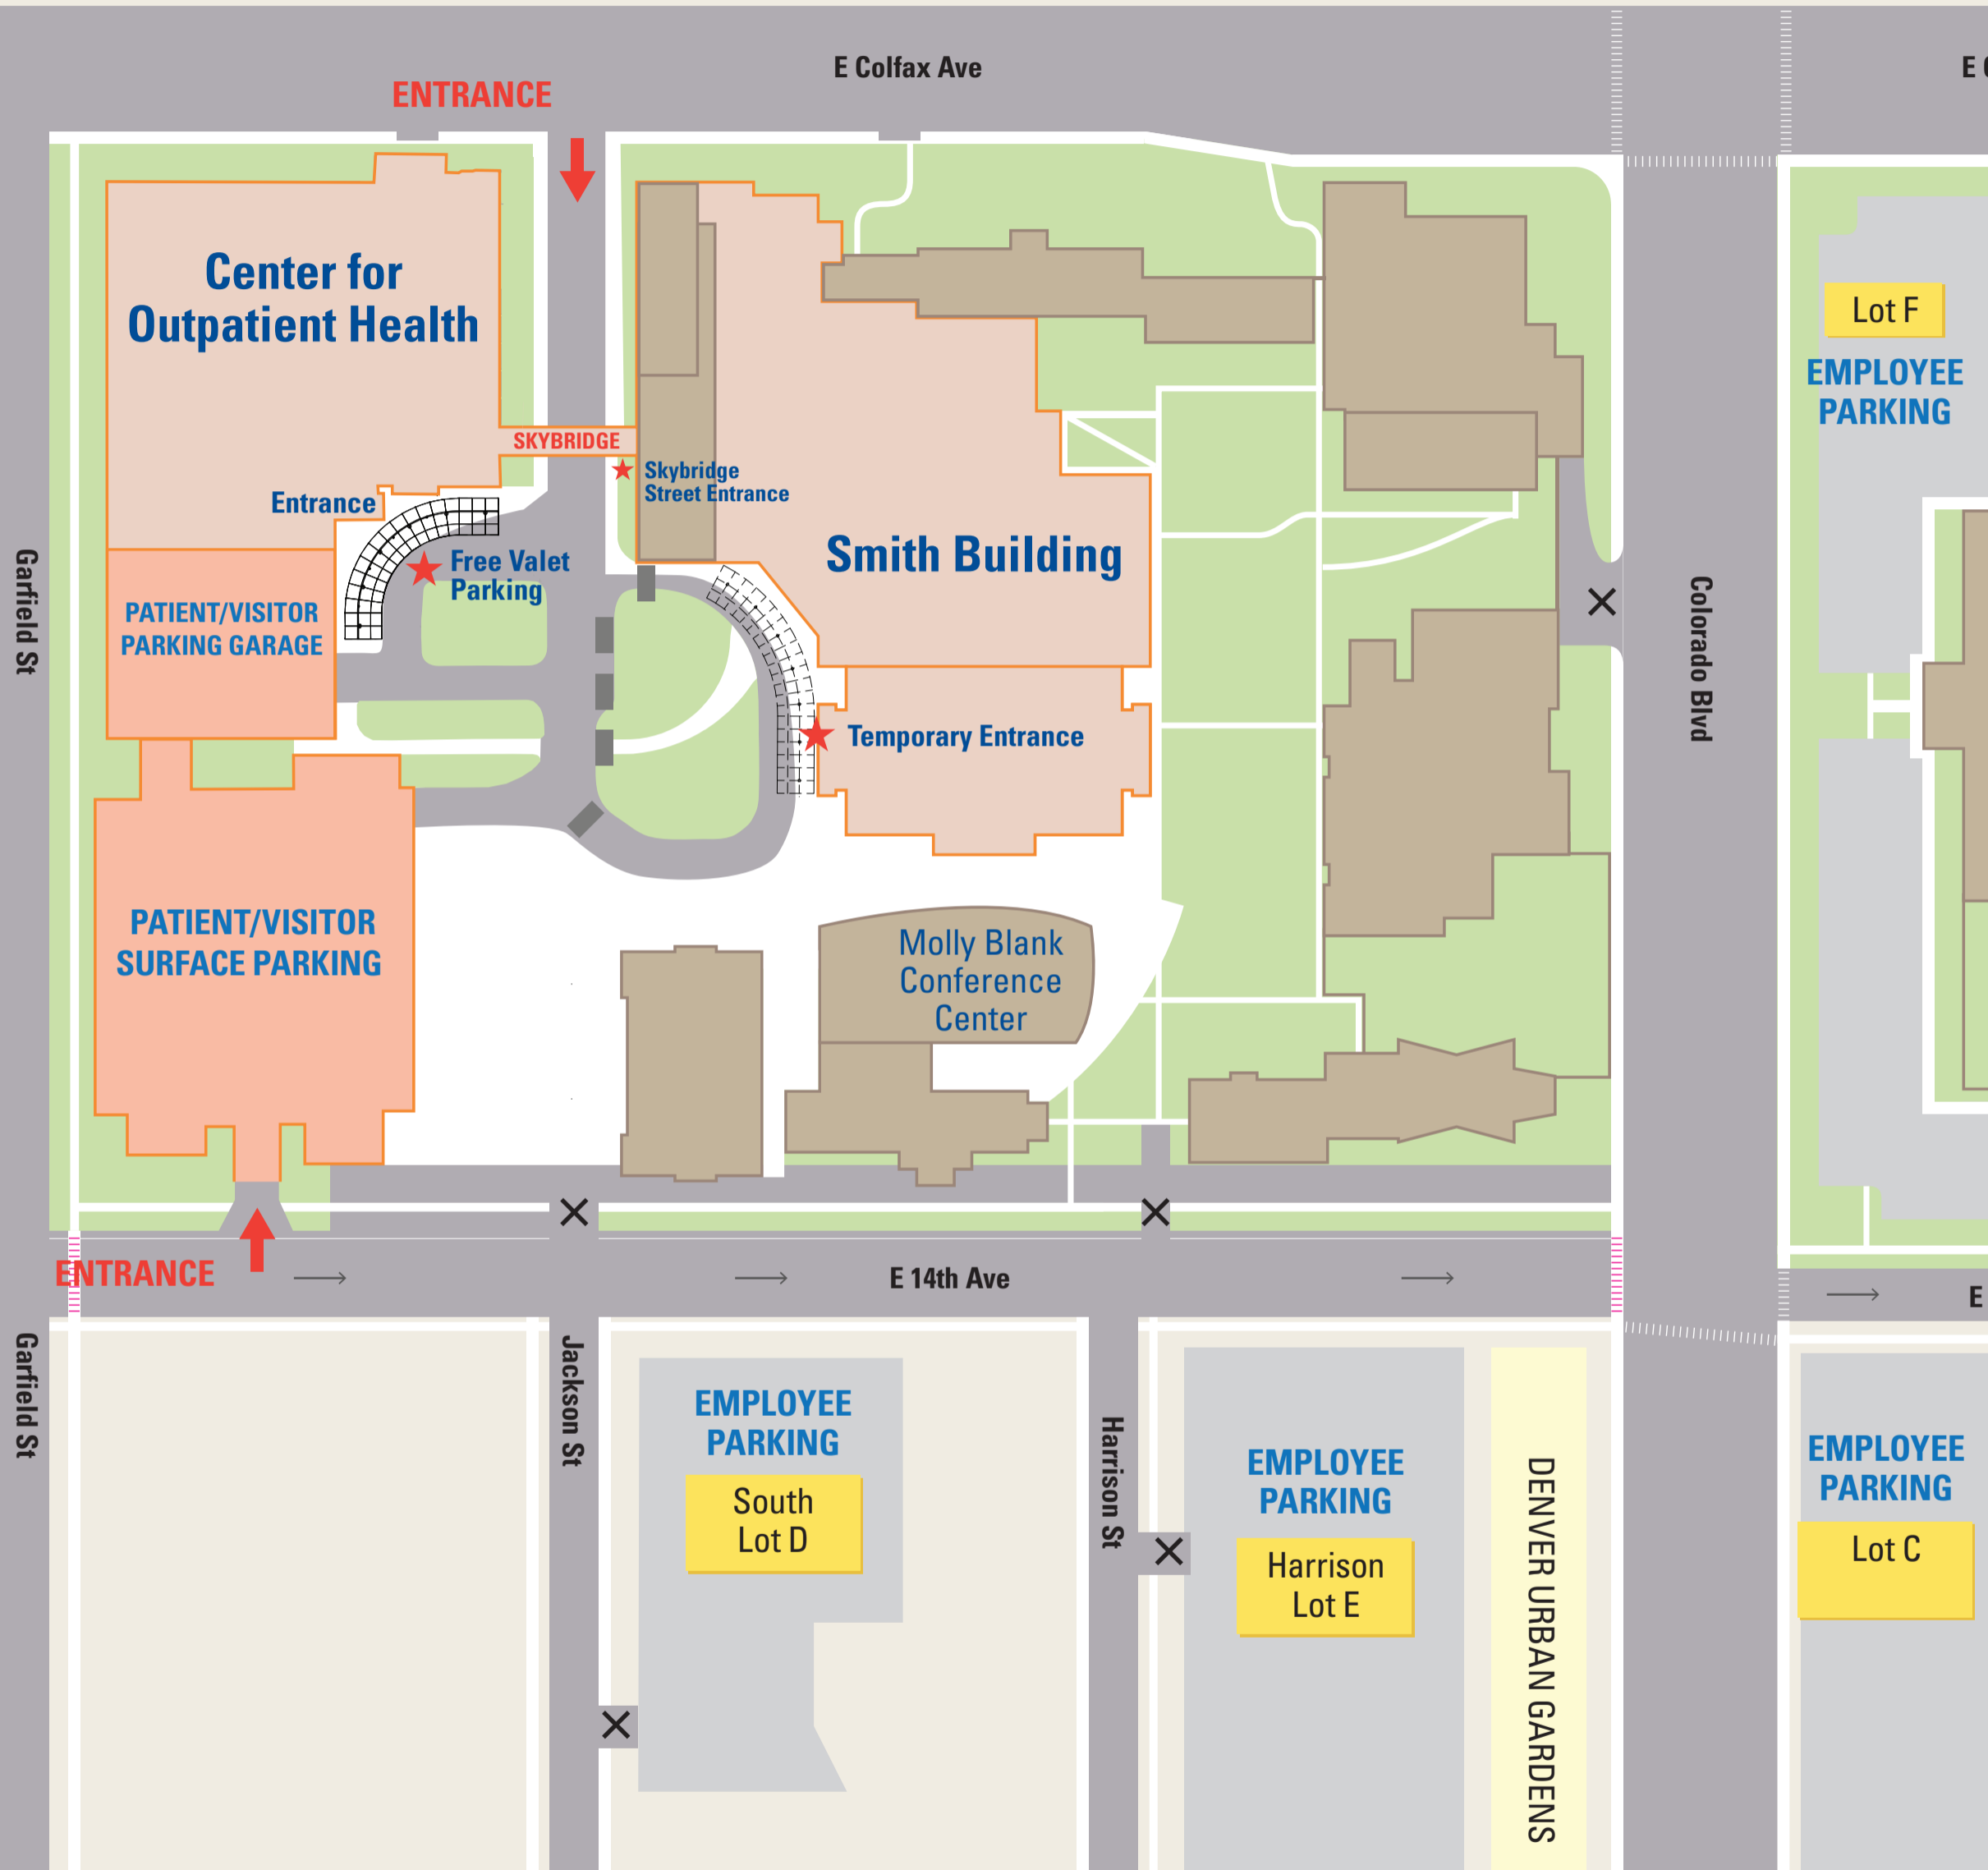 E Colfax Ave
E C
ENTRANCE
Center for
Outpatient Health
Lot F
EMPLOYEE
PARKING
SKYBRIDGE
Skybridge
Street Entrance
Entrance
Smith Building
Free Valet
Parking
Garfield St
PATIENT/VISITOR
PARKING GARAGE
Colorado Blvd
Temporary Entrance
PATIENT/VISITOR
SURFACE PARKING
Molly Blank
Conference
Center
ENTRANCE
E 14th Ave
E
Garfield St
Jackson St
EMPLOYEE
PARKING
South
Lot D
Harrison St
EMPLOYEE
PARKING
Harrison
Lot E
DENVER URBAN GARDENS
EMPLOYEE
PARKING
Lot C